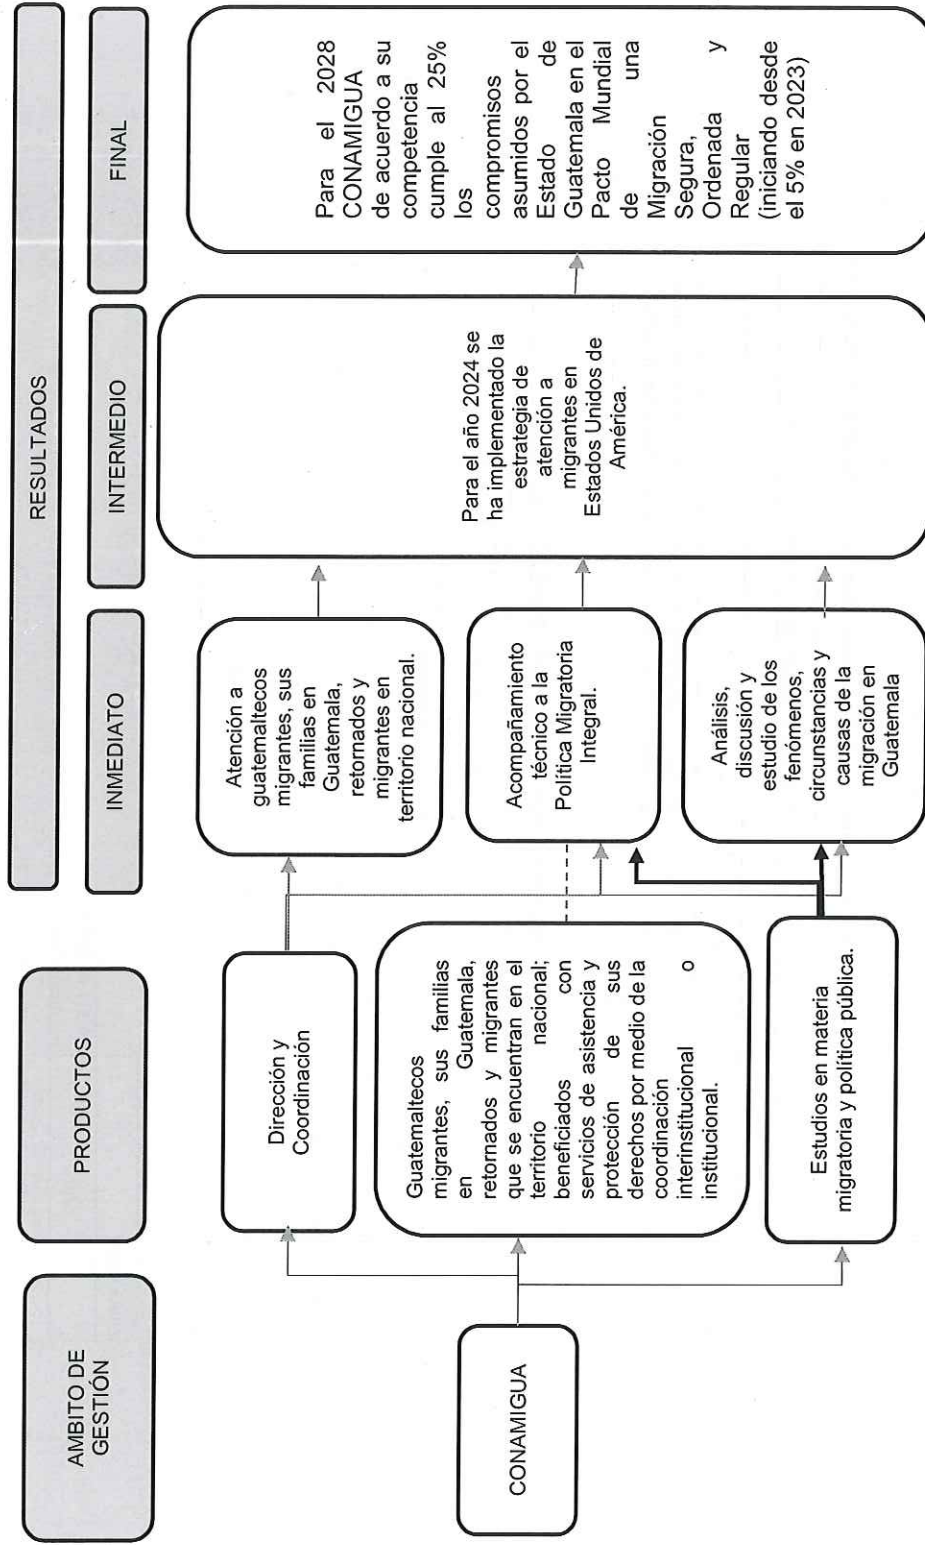 RESULTADOS
AMBITO DE
GESTIÓN
PRODUCTOS
INMEDIATO
INTERMEDIO
FINAL
CONAMIGUA
Dirección y
Coordinación
Guatemaltecos
migrantes, sus familias
en Guatemala,
retornados y migrantes
que se encuentran en el
territorio nacional;
beneficiados con
servicios de asistencia y
protección de sus
derechos por medio de la
coordinación
interinstitucional o
institucional.
Estudios en materia
migratoria y política pública.
Atención a
guatemaltecos
migrantes, sus
familias en
Guatemala,
retornados y
migrantes en
territorio nacional.
Acompañamiento
técnico a la
Política Migratoria
Integral.
Análisis,
discusión y
estudio de los
fenómenos,
circunstancias y
causas de la
migración en
Guatemala
Para el año 2024 se
ha implementado la
estrategia de
atención a
migrantes en
Estados Unidos de
América.
Para el 2028
CONAMIGUA
de acuerdo a su
competencia
cumple al 25%
los
compromisos
asumidos por el
Estado de
Guatemala en el
Pacto Mundial
de una
Migración
Segura,
Ordenada y
Regular
(iniciando desde
el 5% en 2023)